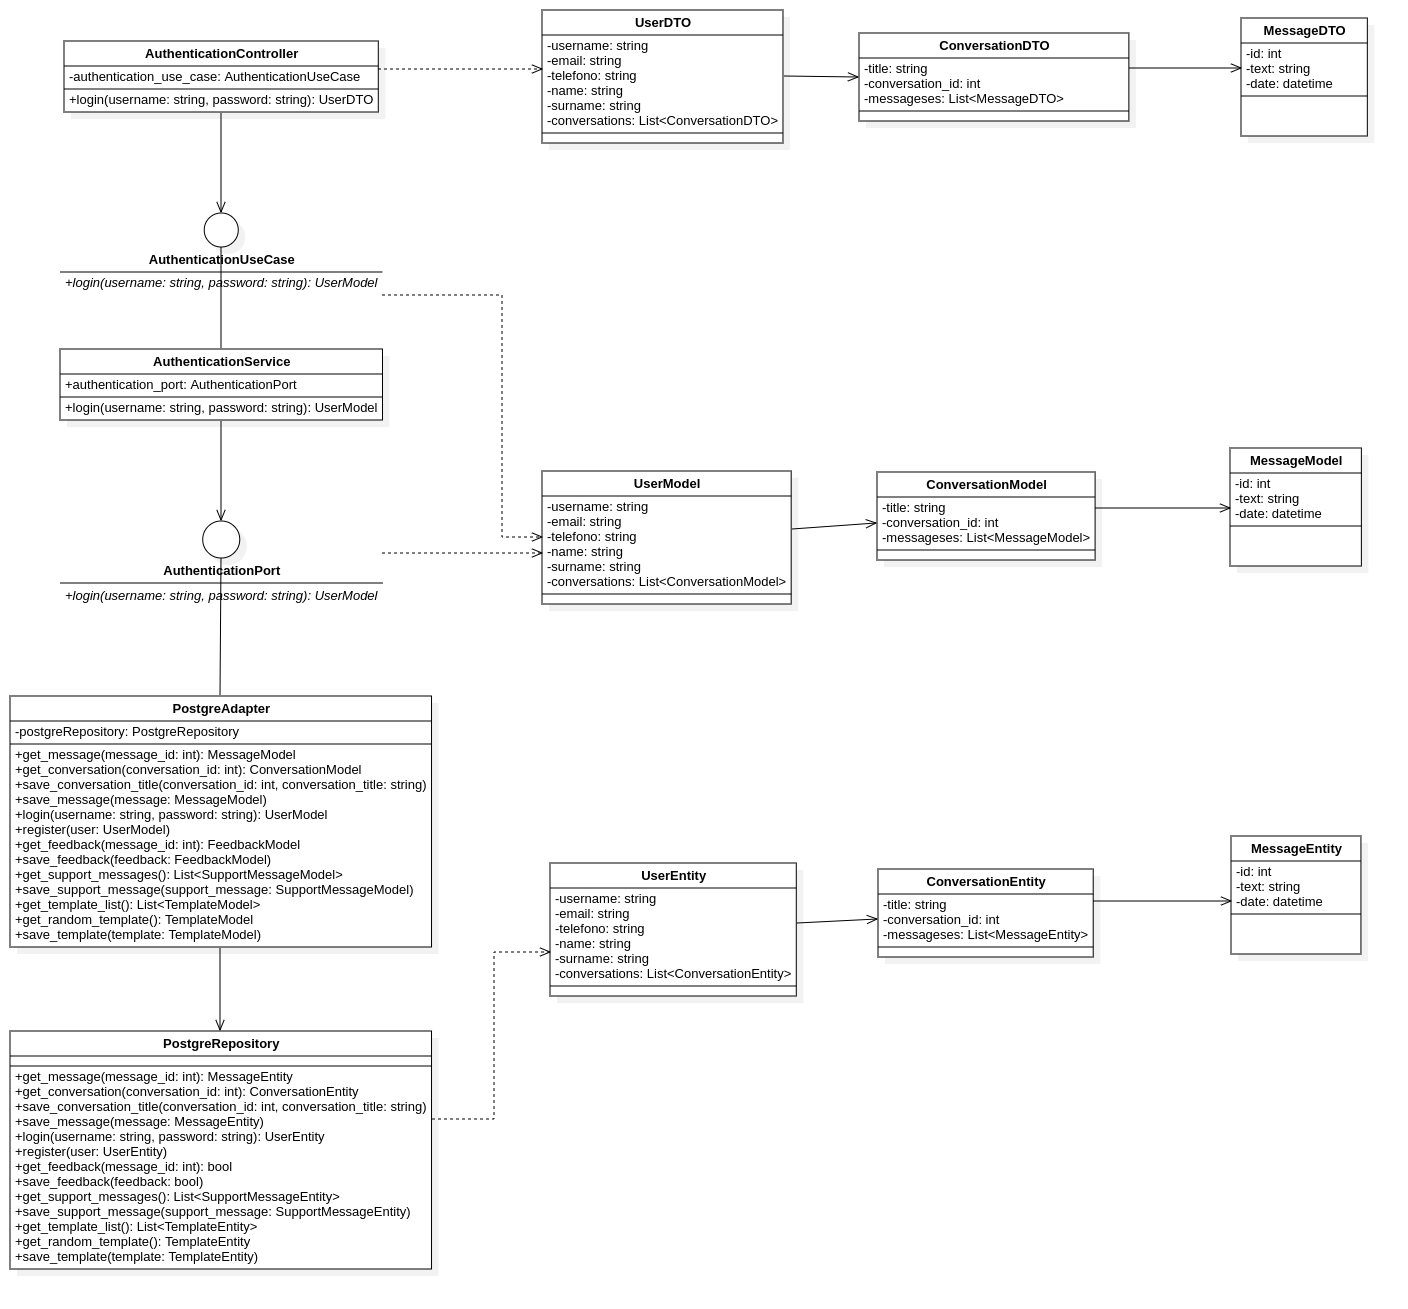 AuthenticationController
-authentication_use_case: AuthenticationUseCase
+login(username: string, password: string): UserDTO
UserDTO
-username: string
-email: string
-telefono: string
-name: string
-surname: string
-conversations: List<ConversationDTO>
ConversationDTO
-title: string
-conversation_id: int
-messageses: List<MessageDTO>
MessageDTO
-id: int
-text: string
-date: datetime
AuthenticationUseCase
+login(username: string, password: string): UserModel
AuthenticationService
+authentication_port: AuthenticationPort
+login(username: string, password: string): UserModel
AuthenticationPort
+login(username: string, password: string): UserModel
UserModel
-username: string
-email: string
-telefono: string
-name: string
-surname: string
-conversations: List<ConversationModel>
ConversationModel
-title: string
-conversation_id: int
-messageses: List<MessageModel>
MessageModel
-id: int
-text: string
-date: datetime
PostgreAdapter
-postgreRepository: PostgreRepository
+get_message(message_id: int): MessageModel
+get_conversation(conversation_id: int): ConversationModel
+save_conversation_title(conversation_id: int, conversation_title: string)
+save_message(message: MessageModel)
+login(username: string, password: string): UserModel
+register(user: UserModel)
+get_feedback(message_id: int): FeedbackModel
+save_feedback(feedback: FeedbackModel)
+get_support_messages(): List<SupportMessageModel>
+save_support_message(support_message: SupportMessageModel)
+get_template_list(): List<TemplateModel>
+get_random_template(): TemplateModel
+save_template(template: TemplateModel)
UserEntity
-username: string
-email: string
-telefono: string
-name: string
-surname: string
-conversations: List<ConversationEntity>
ConversationEntity
-title: string
-conversation_id: int
-messageses: List<MessageEntity>
MessageEntity
-id: int
-text: string
-date: datetime
PostgreRepository
+get_message(message_id: int): MessageEntity
+get_conversation(conversation_id: int): ConversationEntity
+save_conversation_title(conversation_id: int, conversation_title: string)
+save_message(message: MessageEntity)
+login(username: string, password: string): UserEntity
+register(user: UserEntity)
+get_feedback(message_id: int): bool
+save_feedback(feedback: bool)
+get_support_messages(): List<SupportMessageEntity>
+save_support_message(support_message: SupportMessageEntity)
+get_template_list(): List<TemplateEntity>
+get_random_template(): TemplateEntity
+save_template(template: TemplateEntity)